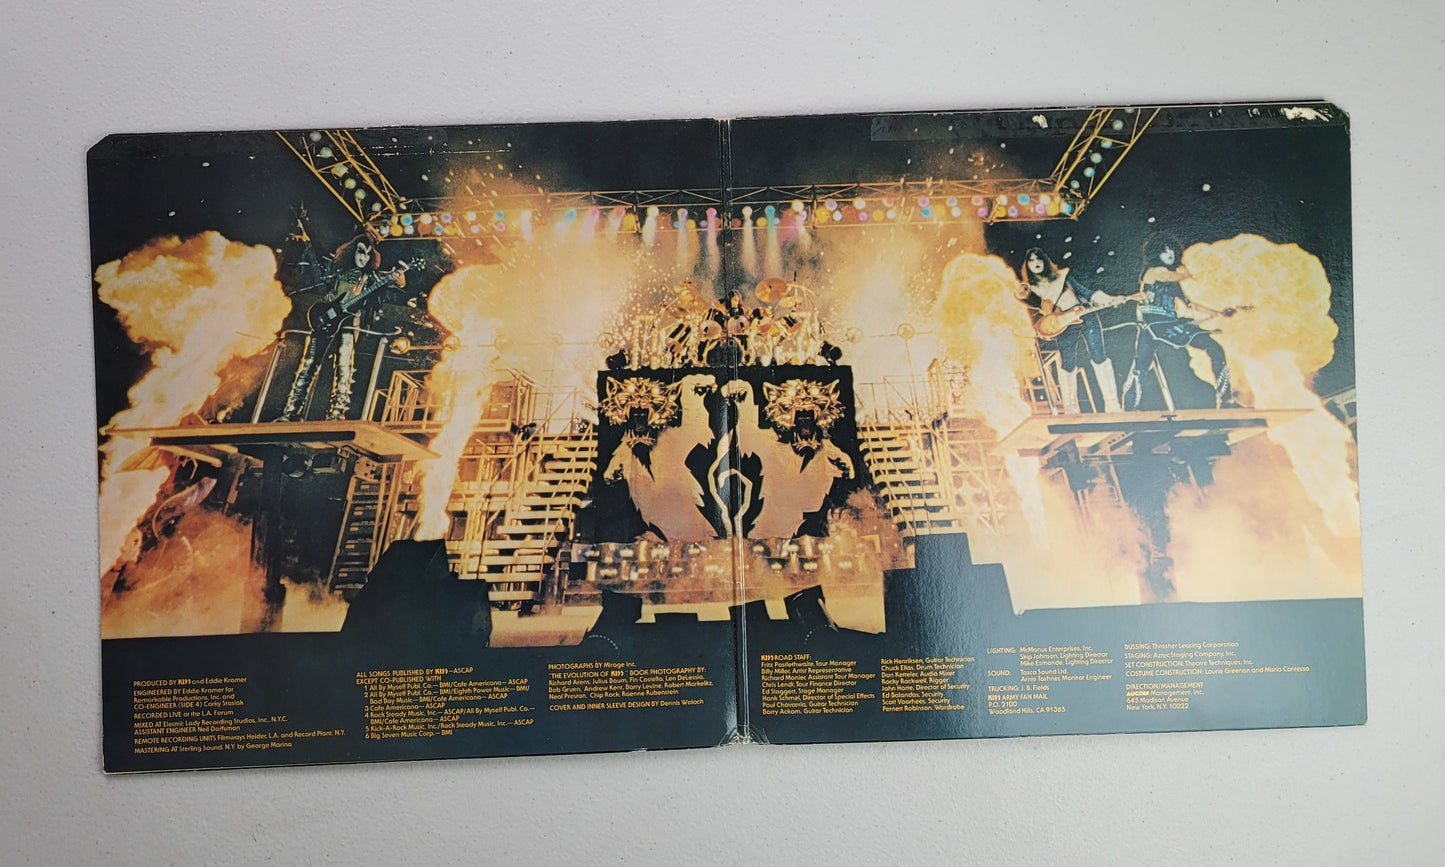 PRODUCED BY KISS and Eddie Kramer
ENGINEERED BY Eddie Kramer for
Remarkable Productions, Inc. and
CO-ENGINEER (SIDE 4) Corky Stasiak
RECORDED LIVE at the L.A. Forum
MIXED AT Electric Lady Recording Studios, Inc., N.Y.C.
ASSISTANT ENGINEER Neil Dorfsman
REMOTE RECORDING UNITS Filmways Heider, L.A. and Record Plant, N.Y.
MASTERING AT Sterling Sound, N.Y. by George Marino
ALL SONGS PUBLISHED BY KISS—ASCAP
EXCEPT CO-PUBLISHED WITH
1 All By Myself Publ. Co.—BMI/Cafe Americana—ASCAP
2 All By Myself Publ. Co.—BMI/Eighth Power Music—BMI/
Bad Boy Music—BMI/Cafe Americana—ASCAP
3 Cafe Americana—ASCAP
4 Rock Steady Music, Inc.—ASCAP/All By Myself Publ. Co.—
BMI/Cafe Americana—ASCAP
5 Kick-A-Rock Music Inc./Rock Steady Music, Inc.—ASCAP
6 Big Seven Music Corp.—BMI
PHOTOGRAPHS BY Mirage Inc.
"THE EVOLUTION OF KISS" BOOK PHOTOGRAPHY BY:
Richard Arens, Julius Baum, Fin Costello, Len DeLessio,
Bob Gruen, Andrew Kent, Barry Levine, Robert Markelitz,
Neal Preston, Chip Rock, Raenne Rubenstein
COVER AND INNER SLEEVE DESIGN BY Dennis Woloch
KISS ROAD STAFF:
Fritz Postlethwaite, Tour Manager
Billy Miller, Artist Representative
Richard Monier, Assistant Tour Manager
Chris Lendt, Tour Finance Director
Ed Sloggert, Stage Manager
Hank Schmel, Director of Special Effects
Paul Chavarria, Guitar Technician
Barry Ackom, Guitar Technician
Rick Henriksen, Guitar Technician
Chuck Elias, Drum Technician
Dan Kerteler, Audio Mixer
Rocky Rockwell, Rigger
John Harte, Director of Security
Ed Balandas, Security
Scott Voorhees, Security
Pernett Robinson, Wardrobe
LIGHTING: McManus Enterprises, Inc.
Skip Johnson, Lighting Director
Mike Esmonde, Lighting Director
SOUND: Tasco Sound Ltd.
Arnie Toshner, Monitor Engineer
TRUCKING: J. B. Fields
KISS ARMY FAN MAIL
P.O. 2100
Woodland Hills, CA 91365
BUSSING: Thrasher Leasing Corporation
STAGING: Aztec Staging Company, Inc.
SET CONSTRUCTION: Theatre Techniques, Inc.
COSTUME CONSTRUCTION: Laurie Greenan and Maria Contessa
DIRECTION/MANAGEMENT
AUCOIN Management, Inc.
645 Madison Avenue
New York, N.Y. 10022